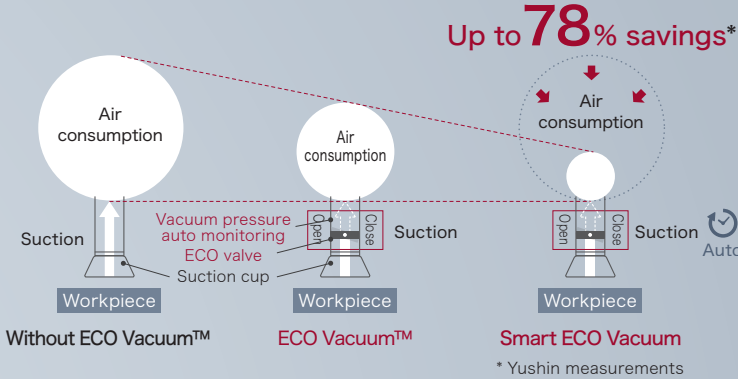 Up to 78% savings*
Air
consumption
Air
consumption
Air
consumption
Suction
Vacuum pressure
auto monitoring
ECO valve
Suction cup
Open
Close
Suction
Open
Close
Suction
Auto
Workpiece
Workpiece
Workpiece
Without ECO Vacuum™
ECO Vacuum™
Smart ECO Vacuum
* Yushin measurements